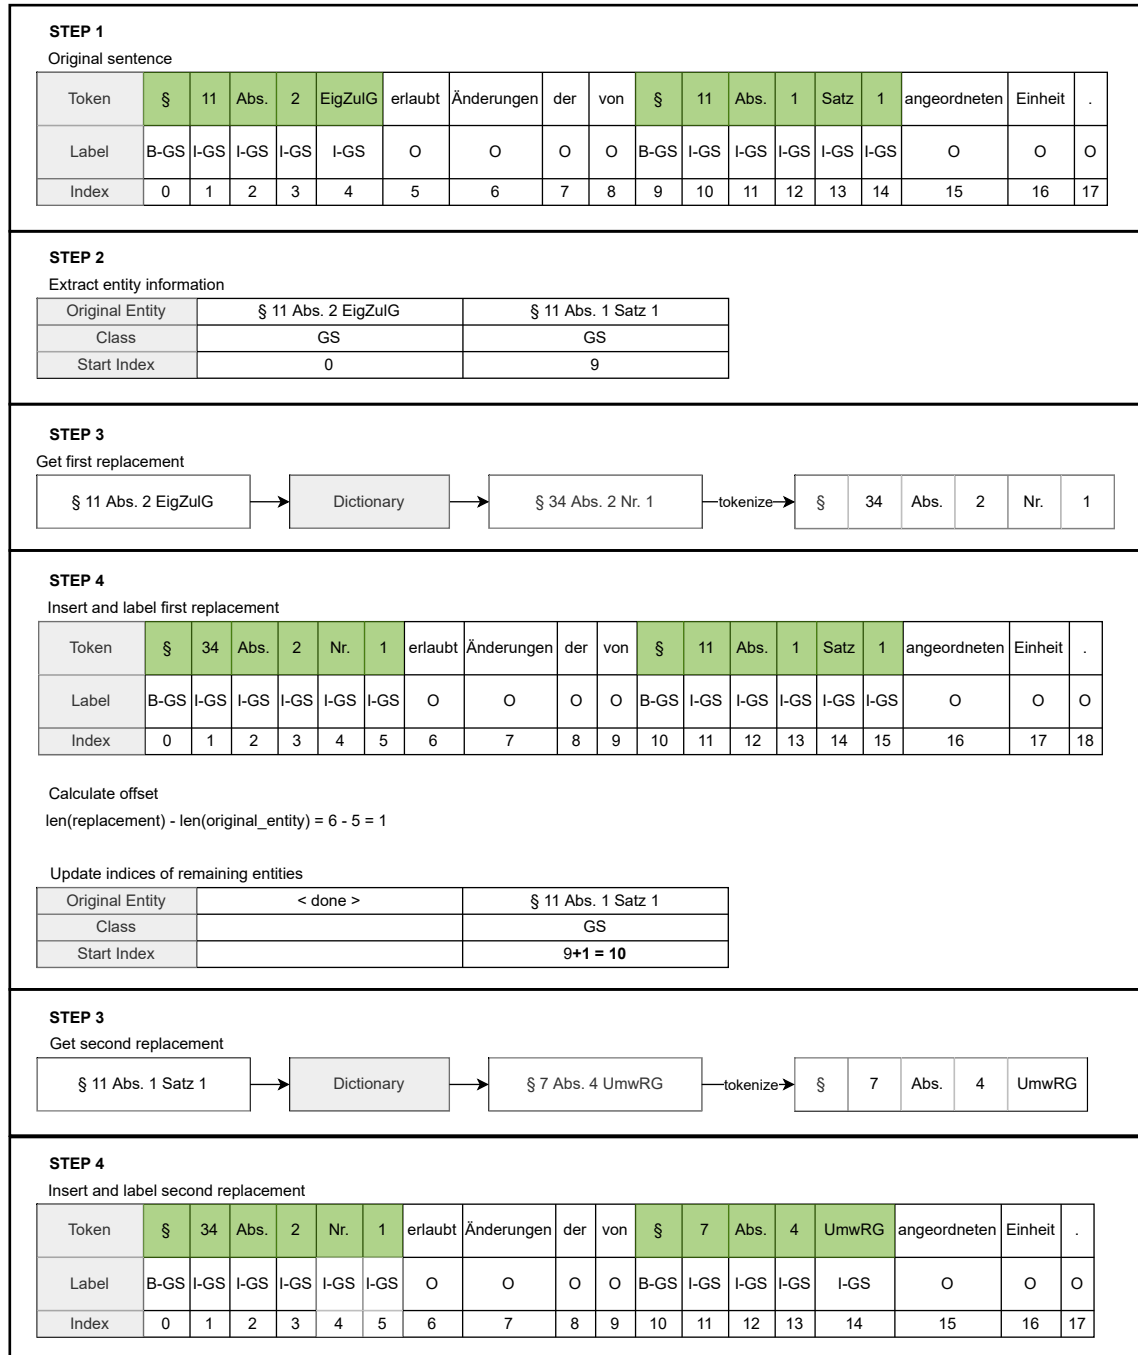 STEP 1
Original sentence
Token § 11 Abs. 2 EigZulG erlaubt Änderungen der von § 11 Abs. 1 Satz 1 angeordneten Einheit .
Label B-GS I-GS I-GS I-GS I-GS O O O O B-GS I-GS I-GS I-GS I-GS I-GS O O O
Index 0 1 2 3 4 5 6 7 8 9 10 11 12 13 14 15 16 17
STEP 2
Extract entity information
Original Entity § 11 Abs. 2 EigZulG § 11 Abs. 1 Satz 1
Class GS GS
Start Index 0 9
STEP 3
Get first replacement
§ 11 Abs. 2 EigZulG Dictionary § 34 Abs. 2 Nr. 1 tokenize § 34 Abs. 2 Nr. 1
STEP 4
Insert and label first replacement
Token § 34 Abs. 2 Nr. 1 erlaubt Änderungen der von § 11 Abs. 1 Satz 1 angeordneten Einheit .
Label B-GS I-GS I-GS I-GS I-GS I-GS O O O O B-GS I-GS I-GS I-GS I-GS I-GS O O O
Index 0 1 2 3 4 5 6 7 8 9 10 11 12 13 14 15 16 17 18
Calculate offset
len(replacement) - len(original_entity) = 6 - 5 = 1
Update indices of remaining entities
Original Entity < done > § 11 Abs. 1 Satz 1
Class GS
Start Index 9+1 = 10
STEP 3
Get second replacement
§ 11 Abs. 1 Satz 1 Dictionary § 7 Abs. 4 UmwRG tokenize § 7 Abs. 4 UmwRG
STEP 4
Insert and label second replacement
Token § 34 Abs. 2 Nr. 1 erlaubt Änderungen der von § 7 Abs. 4 UmwRG angeordneten Einheit .
Label B-GS I-GS I-GS I-GS I-GS I-GS O O O O B-GS I-GS I-GS I-GS I-GS O O O
Index 0 1 2 3 4 5 6 7 8 9 10 11 12 13 14 15 16 17